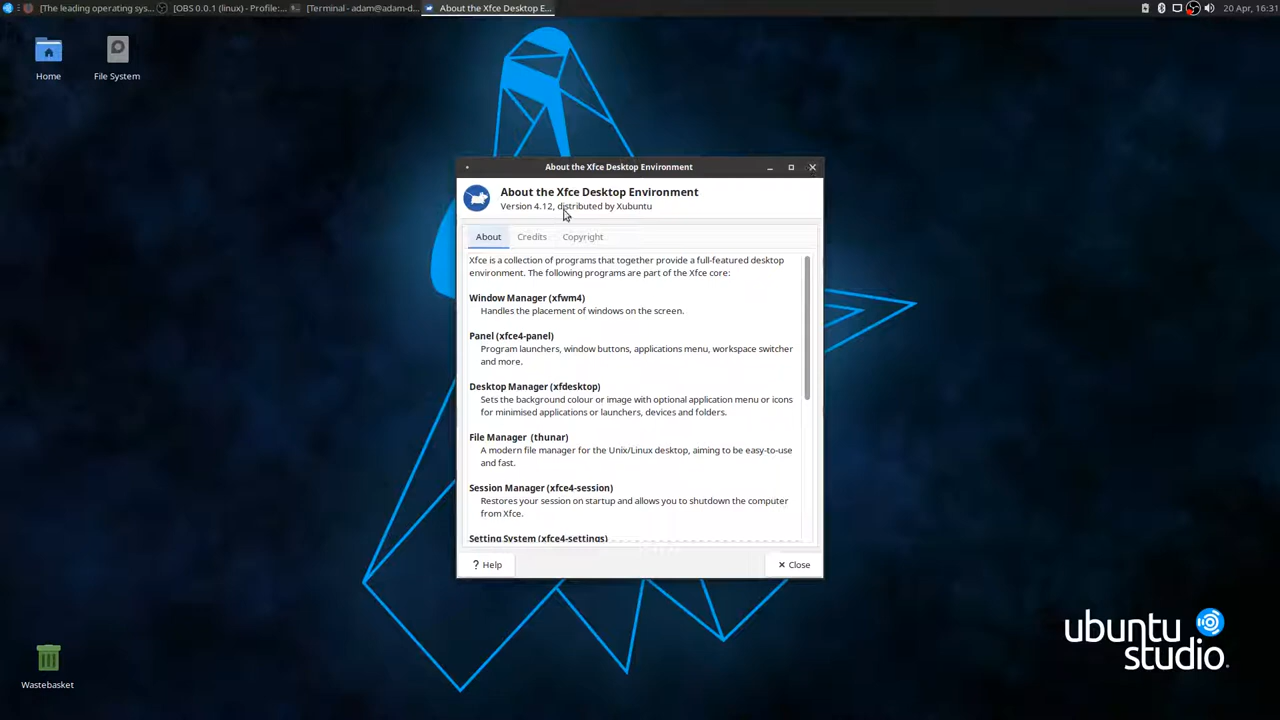 [The leading operating sys...
[OBS 0.0.1 (linux) - Profile:...
[Terminal - adam@adam-d...
About the Xfce Desktop E...
20 Apr, 16:31
Home
File System
About the Xfce Desktop Environment
About the Xfce Desktop Environment
Version 4.12, distributed by Xubuntu
About
Credits
Copyright
Xfce is a collection of programs that together provide a full-featured desktop
environment. The following programs are part of the Xfce core:
Window Manager (xfwm4)
Handles the placement of windows on the screen.
Panel (xfce4-panel)
Program launchers, window buttons, applications menu, workspace switcher
and more.
Desktop Manager (xfdesktop)
Sets the background colour or image with optional application menu or icons
for minimised applications or launchers, devices and folders.
File Manager (thunar)
A modern file manager for the Unix/Linux desktop, aiming to be easy-to-use
and fast.
Session Manager (xfce4-session)
Restores your session on startup and allows you to shutdown the computer
from Xfce.
Setting System (xfce4-settings)
? Help
Close
ubuntu
studio
Wastebasket